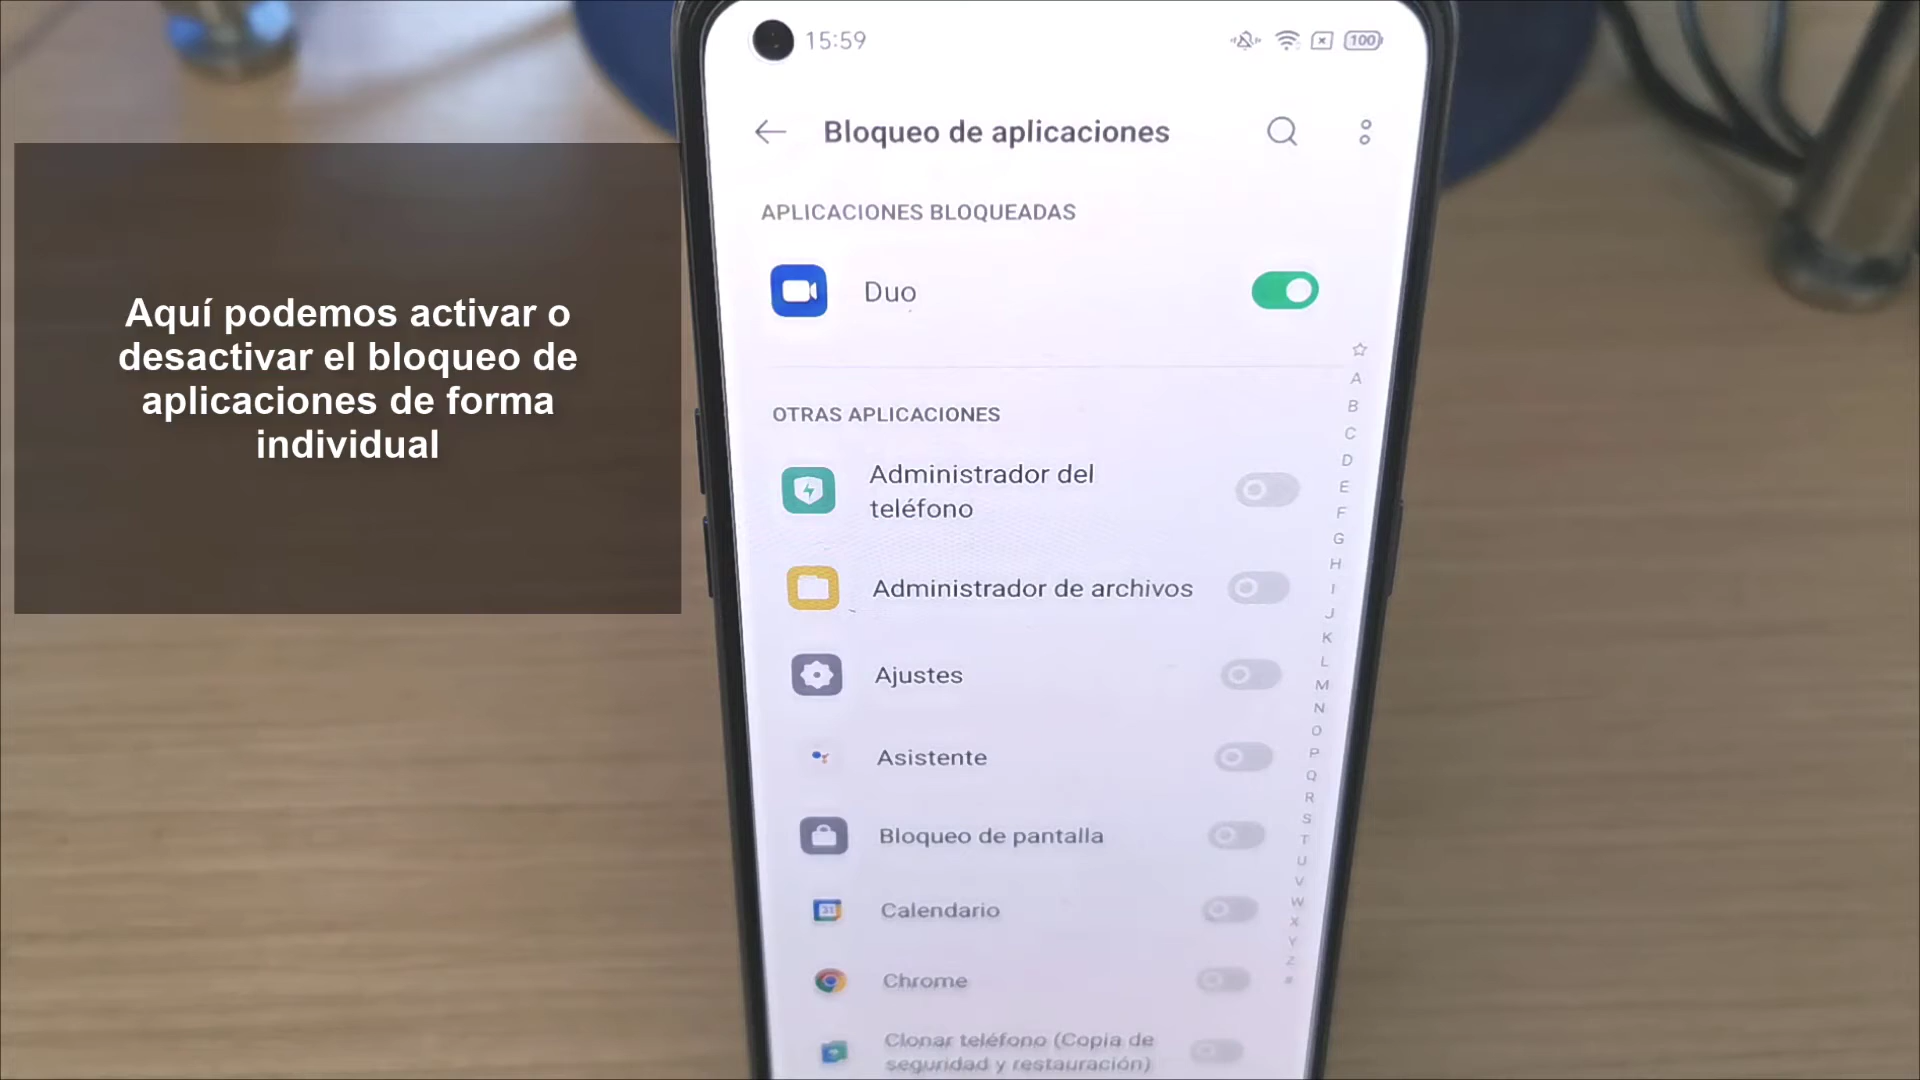 15:59
100
Bloqueo de aplicaciones
APLICACIONES BLOQUEADAS
Duo
OTRAS APLICACIONES
Administrador del
teléfono
Administrador de archivos
Ajustes
Asistente
Bloqueo de pantalla
31
Calendario
Chrome
Clonar teléfono (Copia de
seguridad y restauración)
A
B
C
D
E
F
G
H
I
J
K
L
M
N
O
P
Q
R
S
T
U
V
W
X
Y
Z
#
Aquí podemos activar o
desactivar el bloqueo de
aplicaciones de forma
individual